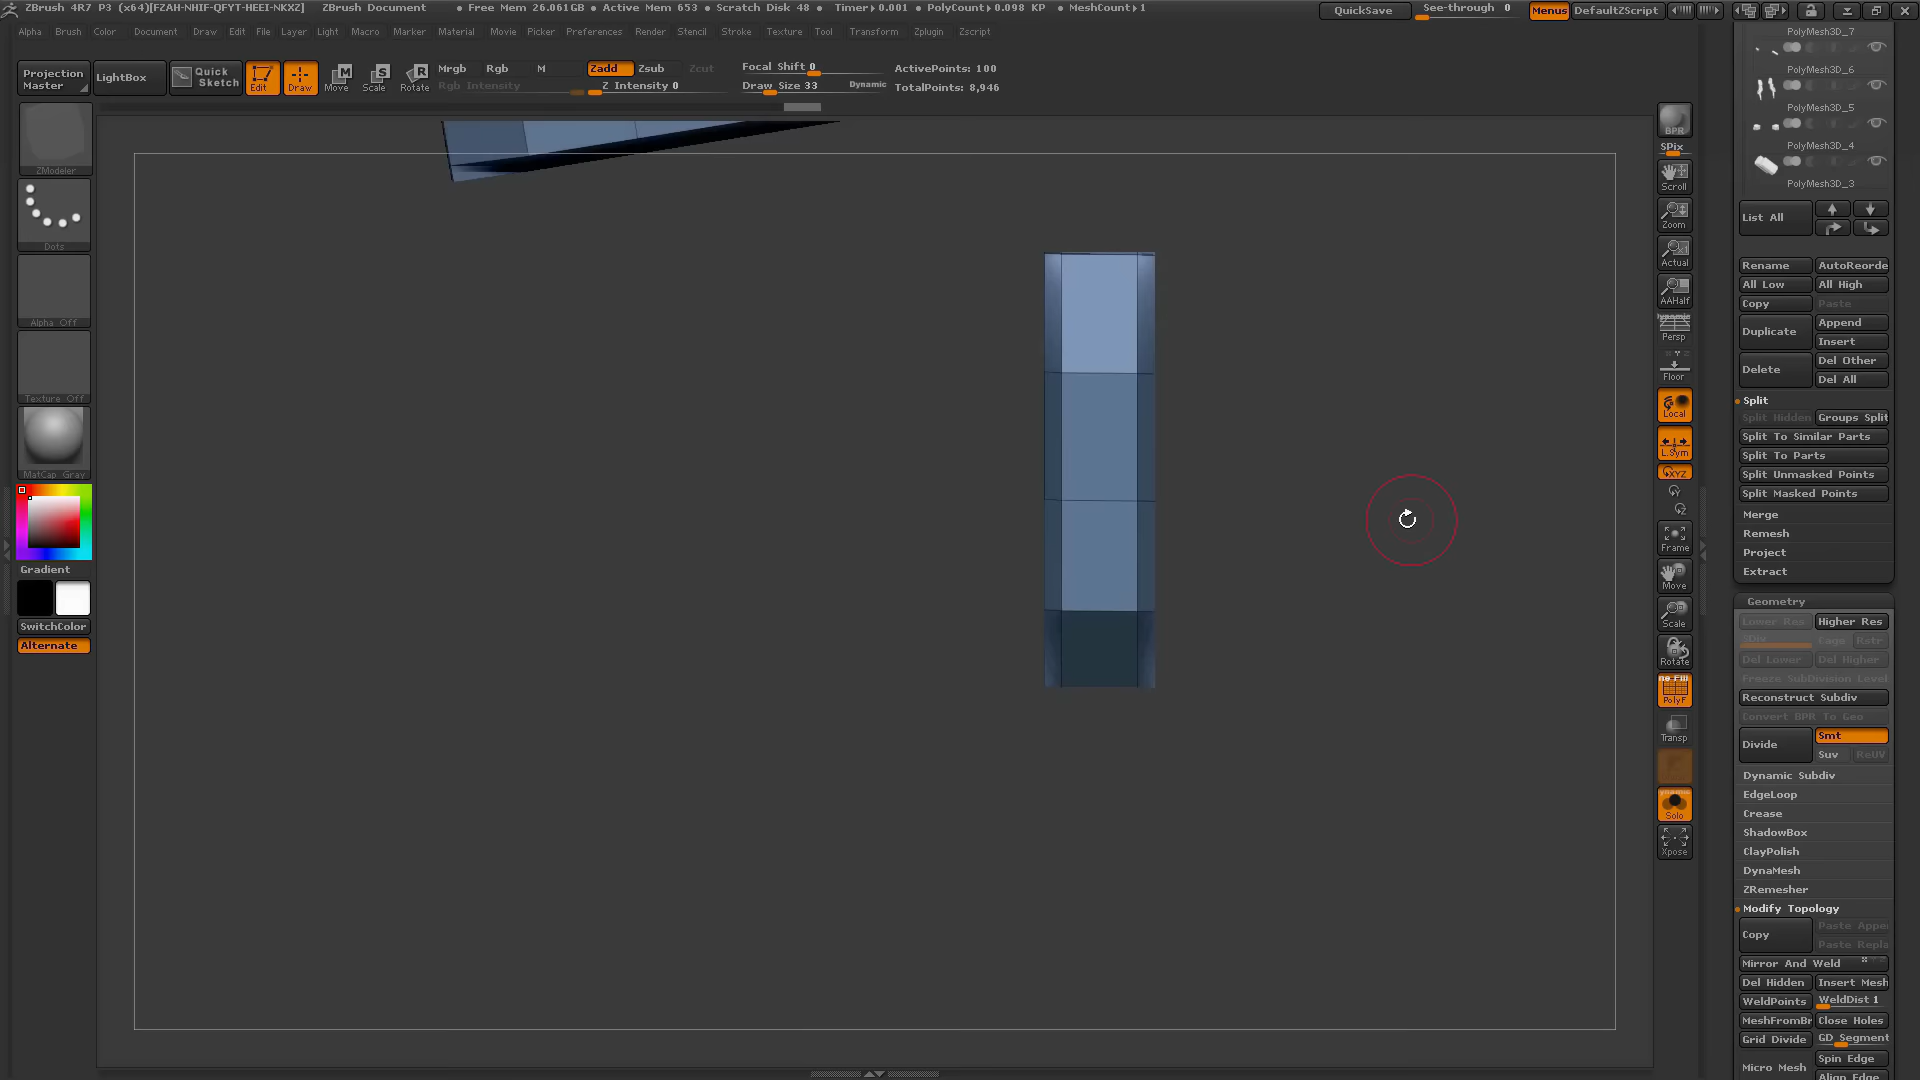 ZBrush 4R7 P3 (x64)[FZAH-NHIF-QFYT-HEEI-NKXZ] ZBrush Document • Free Mem 26.061GB • Active Mem 653 • Scratch Disk 48 • Timer▸0.001 • PolyCount▸0.098 KP • MeshCount▸1 QuickSave See-through 0 Menus DefaultZScript
Alpha Brush Color Document Draw Edit File Layer Light Macro Marker Material Movie Picker Preferences Render Stencil Stroke Texture Tool Transform Zplugin Zscript
Projection Master
LightBox
Quick Sketch
Edit
Draw
Move
Scale
Rotate
Mrgb Rgb M
Rgb Intensity
Zadd Zsub Zcut
Z Intensity 0
Focal Shift 0
Draw Size 33 Dynamic
ActivePoints: 100
TotalPoints: 8,946
ZModeler
Dots
Alpha Off
Texture Off
MatCap Gray
Gradient
SwitchColor
Alternate
BPR
SPix
Scroll
Zoom
Actual
AAHalf
Persp
Floor
Local
L.Sym
XYZ
Frame
Move
Scale
Rotate
PolyF
Transp
Solo
Xpose
PolyMesh3D_7
PolyMesh3D_6
PolyMesh3D_5
PolyMesh3D_4
PolyMesh3D_3
List All
Rename AutoReorde
All Low All High
Copy Paste
Duplicate Append
Insert
Delete Del Other
Del All
Split
Split Hidden Groups Split
Split To Similar Parts
Split To Parts
Split Unmasked Points
Split Masked Points
Merge
Remesh
Project
Extract
Geometry
Lower Res Higher Res
SDiv Cage Rstr
Del Lower Del Higher
Freeze SubDivision Level
Reconstruct Subdiv
Convert BPR To Geo
Divide Smt
Suv ReUV
Dynamic Subdiv
EdgeLoop
Crease
ShadowBox
ClayPolish
DynaMesh
ZRemesher
Modify Topology
Copy Paste Appe
Paste Repla
Mirror And Weld
Del Hidden Insert Mesh
WeldPoints WeldDist 1
MeshFromBr Close Holes
Grid Divide GD Segment
Micro Mesh Spin Edge
Align Edge